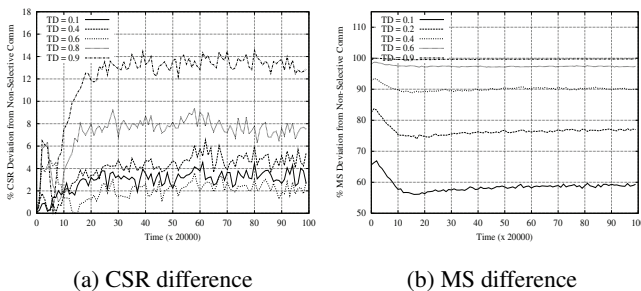 % CSR Deviation from Non-Selective Comm
18
16
14
12
10
8
6
4
2
0
TD = 0.1
TD = 0.4
TD = 0.6
TD = 0.8
TD = 0.9
0 10 20 30 40 50 60 70 80 90 100
Time (x 20000)
(a) CSR difference
% MS Deviation from Non-Selective Comm
115
110
100
90
80
70
60
50
TD = 0.1
TD = 0.2
TD = 0.4
TD = 0.6
TD = 0.9
0 10 20 30 40 50 60 70 80 90 100
Time (x 20000)
(b) MS difference